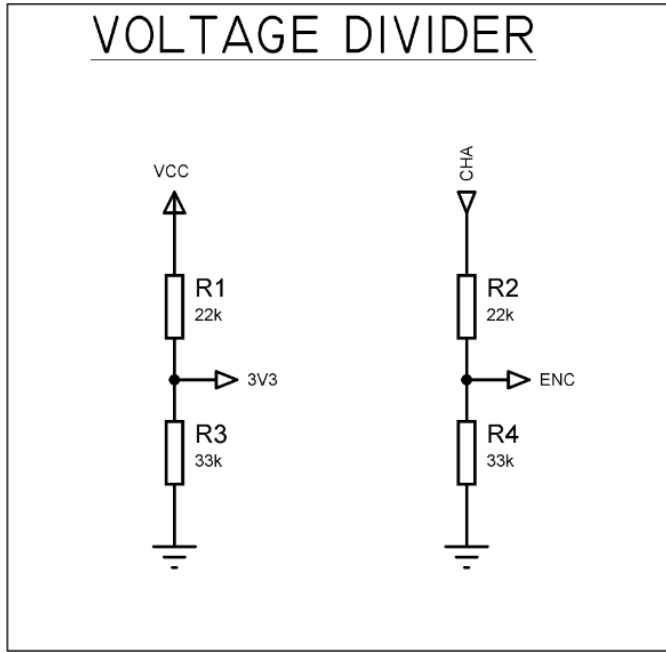 VOLTAGE DIVIDER
VCC
R1
22k
3V3
R3
33k
CHA
R2
22k
ENC
R4
33k